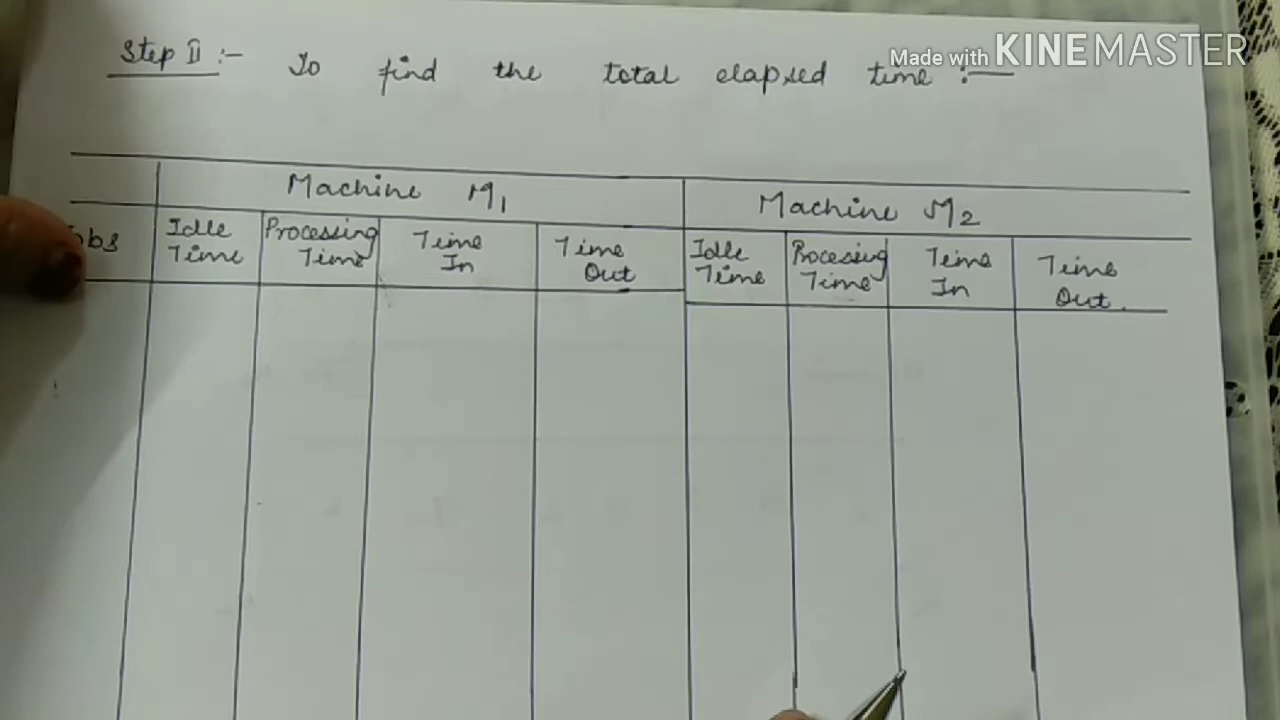 Made with KINEMASTER
Step II :- To find the total elapsed time :—
Machine M1
Machine M2
Idle Time
Processing Time
Time In
Time Out
Idle Time
Processing Time
Time In
Time Out.